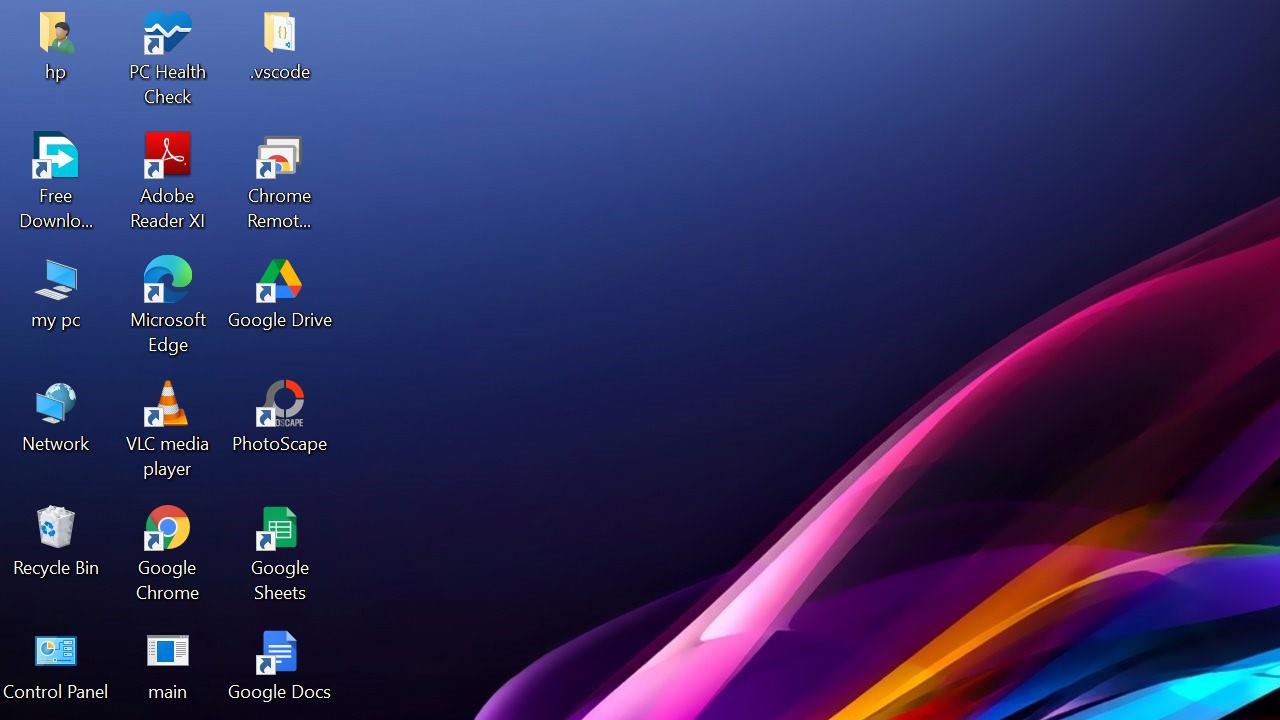 hp
PC Health
Check
.vscode
Free
Downlo...
Adobe
Reader XI
Chrome
Remot...
my pc
Microsoft
Edge
Google Drive
Network
VLC media
player
PhotoScape
Recycle Bin
Google
Chrome
Google
Sheets
Control Panel
main
Google Docs